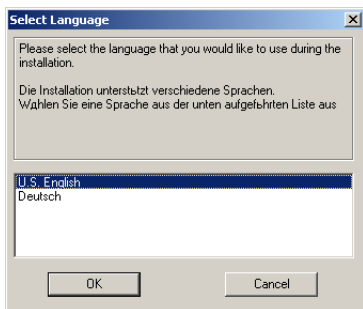 Select Language
Please select the language that you would like to use during the
installation.
Die Installation unterstьtzt verschiedene Sprachen.
Wдhlen Sie eine Sprache aus der unten aufgefьhrten Liste aus
U.S. English
Deutsch
OK
Cancel